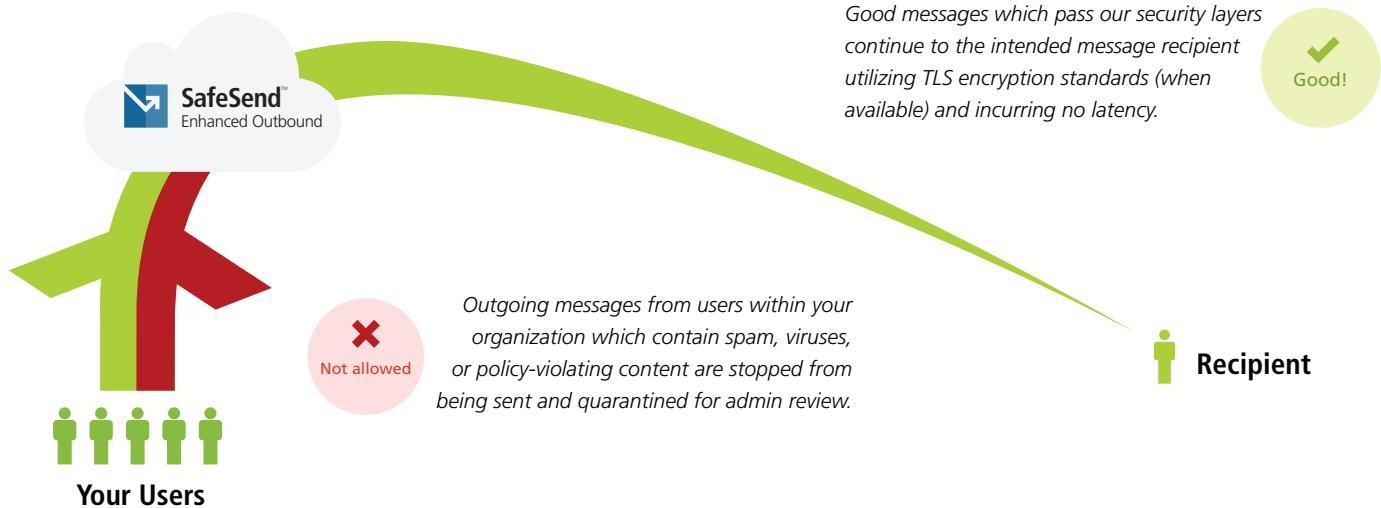 Good messages which pass our security layers
continue to the intended message recipient
utilizing TLS encryption standards (when
available) and incurring no latency.
Good!
SafeSend™
Enhanced Outbound
Outgoing messages from users within your
organization which contain spam, viruses,
or policy-violating content are stopped from
being sent and quarantined for admin review.
Not allowed
Recipient
Your Users